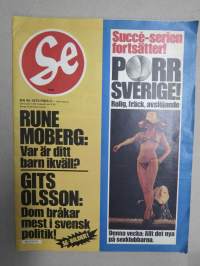 Se
RUNE
MOBERG:
Var är ditt
barn ikväll?
GITS
OLSSON:
Dom bråkar
mest i svensk
politik!
Succé-serien
fortsätter!
PORR
SVERIGE!
Rolig, fräck, avslöjande
Denna vecka: Allt det nya
på sexklubbarna.